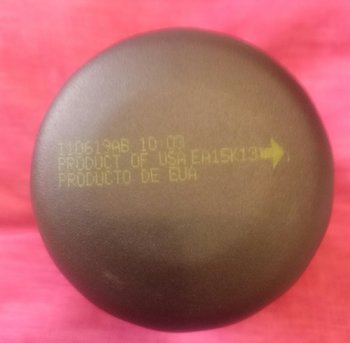 110619AB 10 03
PRODUCT OF USA EA15K13
PRODUCTO DE EUA